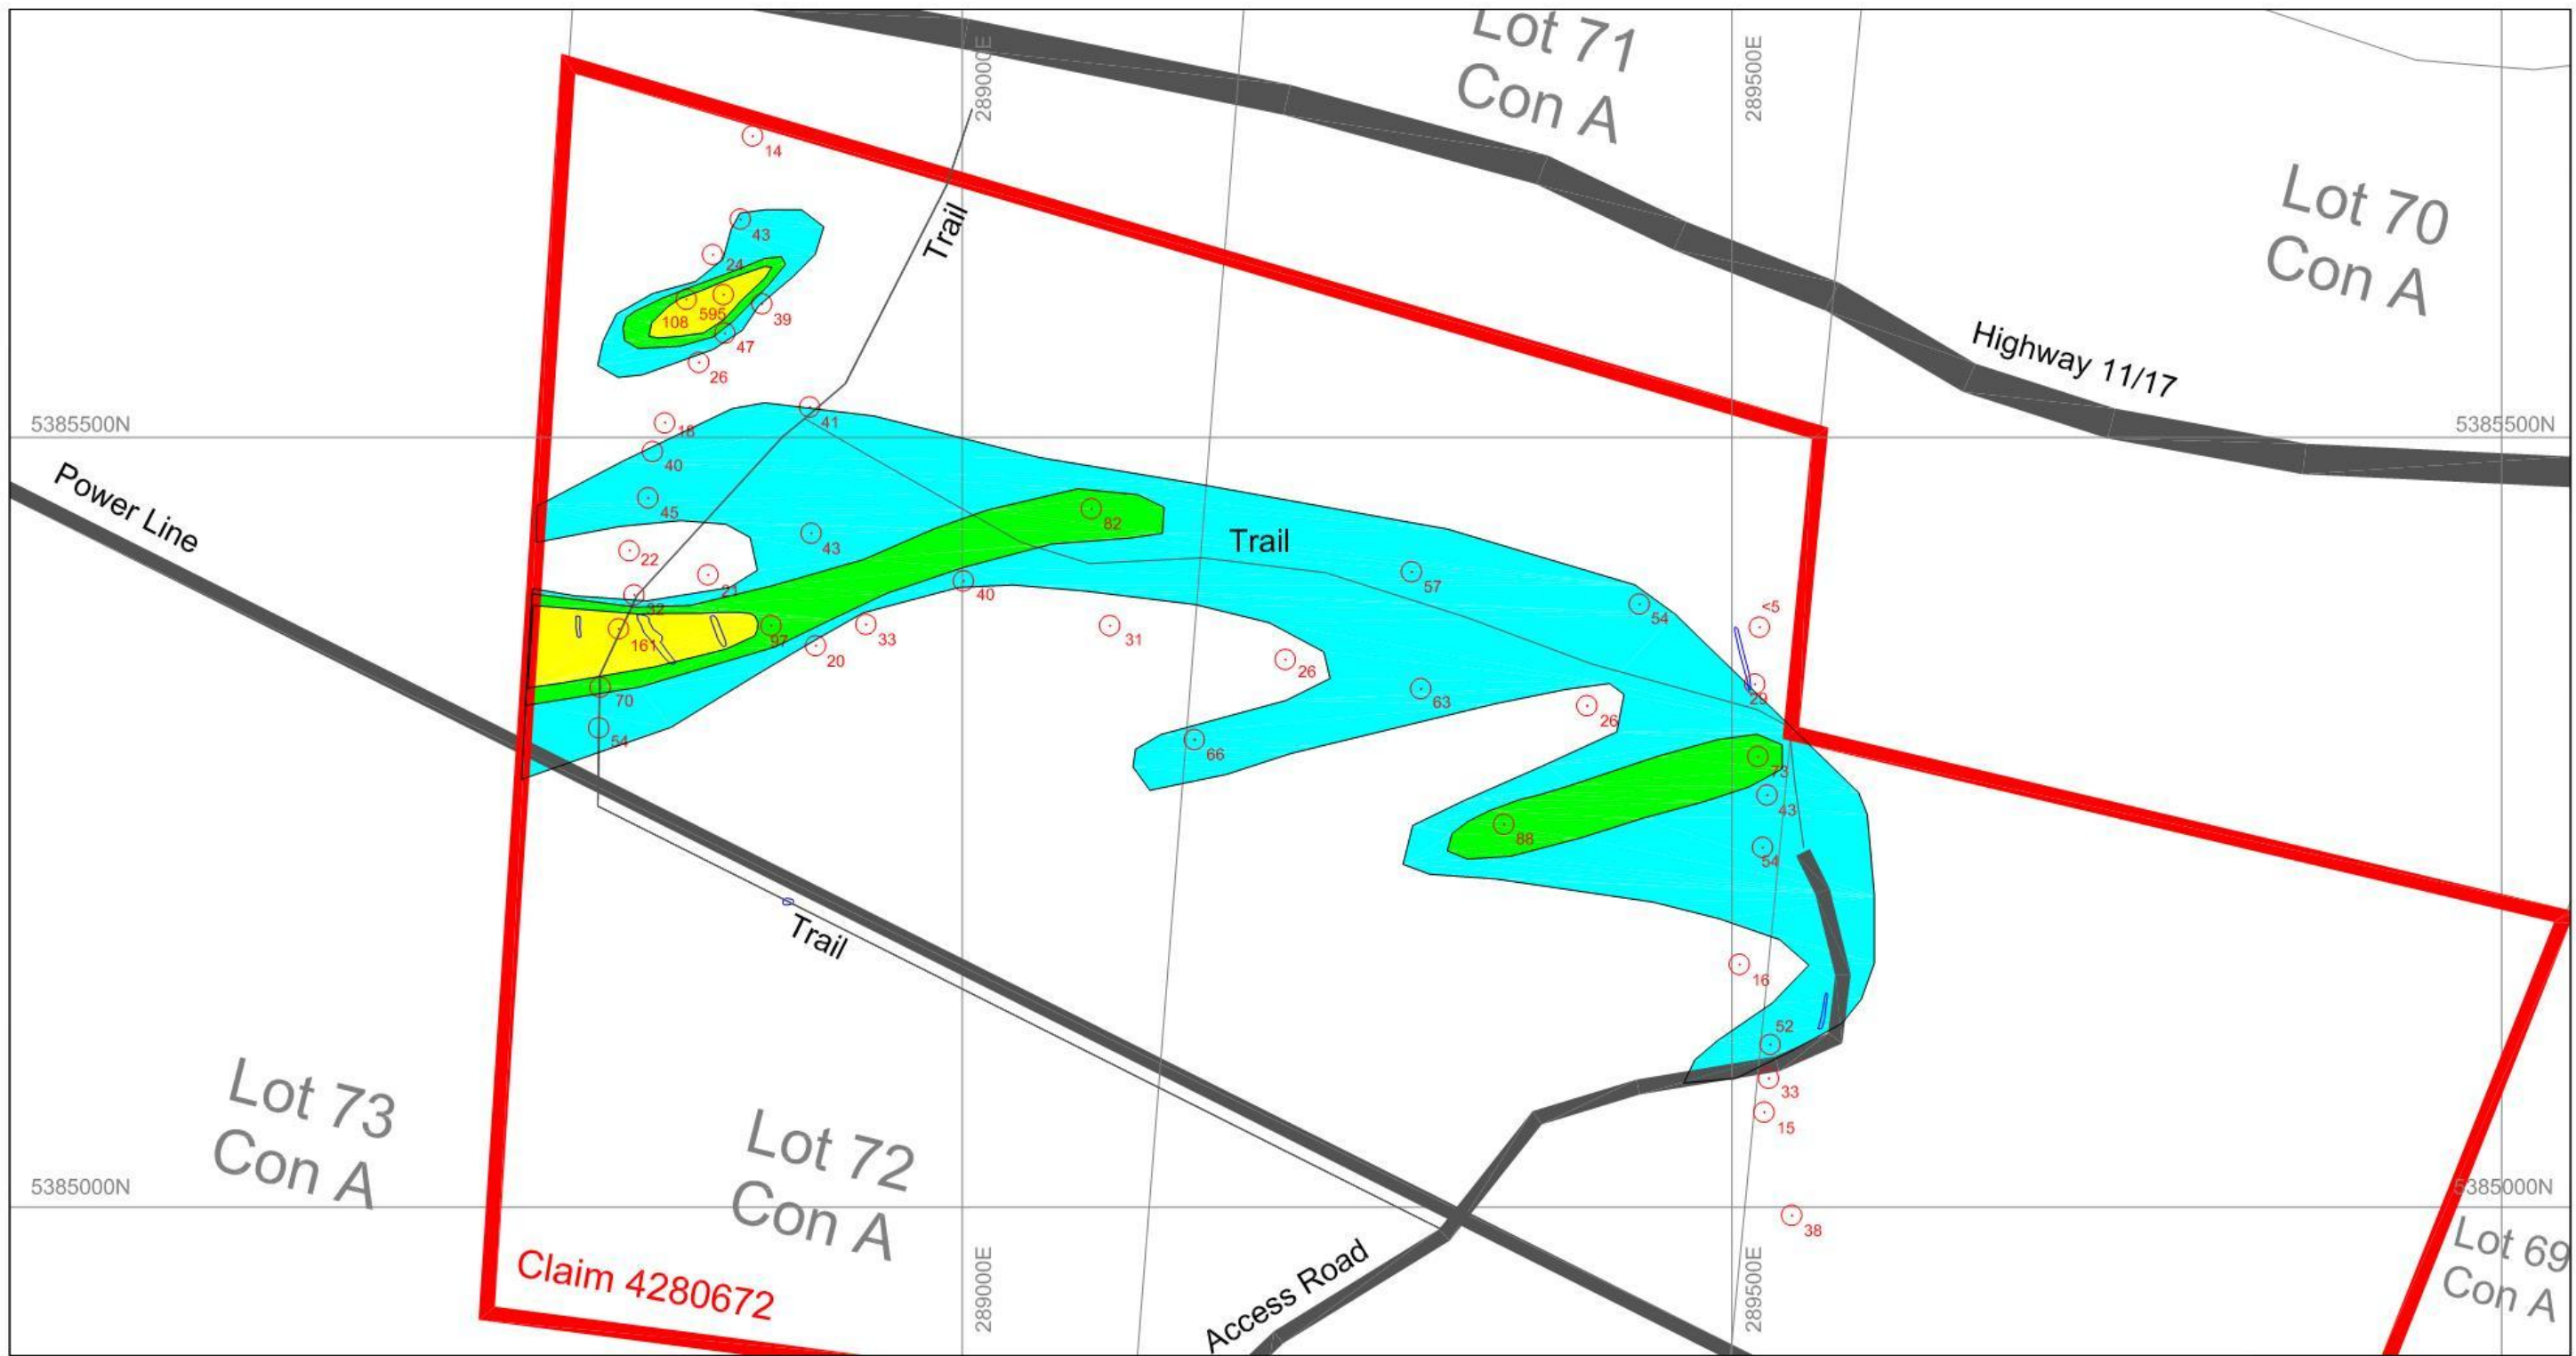 Lot 71
Con A
289000E
289500E
14
Lot 70
Con A
Trail
43
24
108
595
39
47
26
Highway 11/17
5385500N
41
18
5385500N
40
Power Line
45
82
43
Trail
22
21
57
40
32
54
<5
161
97
33
31
20
26
29
70
63
26
54
66
73
43
88
54
Trail
16
52
33
15
Lot 73
Con A
Lot 72
Con A
5385000N
5385000N
38
Lot 69
Con A
289000E
289500E
Claim 4280672
Access Road